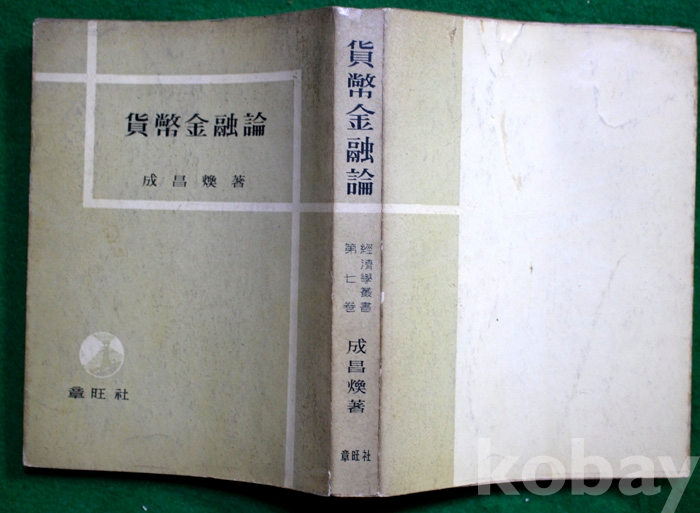 貨幣金融論
成昌煥著
章旺社
貨幣金融論
經濟學叢書
第七卷
成昌煥著
章旺社
kobay